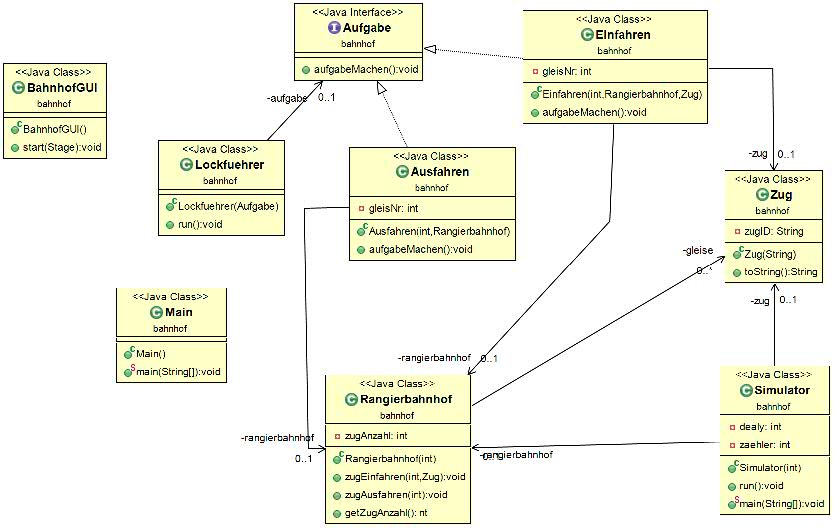 <<Java Interface>>
Aufgabe
bahnhof
aufgabeMachen():void
<<Java Class>>
EInfahren
bahnhof
gleisNr: int
EInfahren(int,Rangierbahnhof,Zug)
aufgabeMachen():void
<<Java Class>>
BahnhofGUI
bahnhof
BahnhofGUI()
start(Stage):void
-aufgabe
0..1
<<Java Class>>
Lockfuehrer
bahnhof
Lockfuehrer(Aufgabe)
run():void
<<Java Class>>
Ausfahren
bahnhof
gleisNr: int
Ausfahren(int,Rangierbahnhof)
aufgabeMachen():void
-zug
0..1
<<Java Class>>
Zug
bahnhof
zugID: String
Zug(String)
toString():String
-gleise
0..*
-zug
0..1
<<Java Class>>
Main
bahnhof
Main()
main(String[]):void
-rangierbahnhof
0..1
<<Java Class>>
Rangierbahnhof
bahnhof
zugAnzahl: int
Rangierbahnhof(int)
zugEinfahren(int,Zug):void
zugAusfahren(int):void
getZugAnzahl(): nt
-rangierbahnhof
0..1
-rangierbahnhof
<<Java Class>>
Simulator
bahnhof
dealy: int
zaehler: int
Simulator(int)
run():void
main(String[]):void